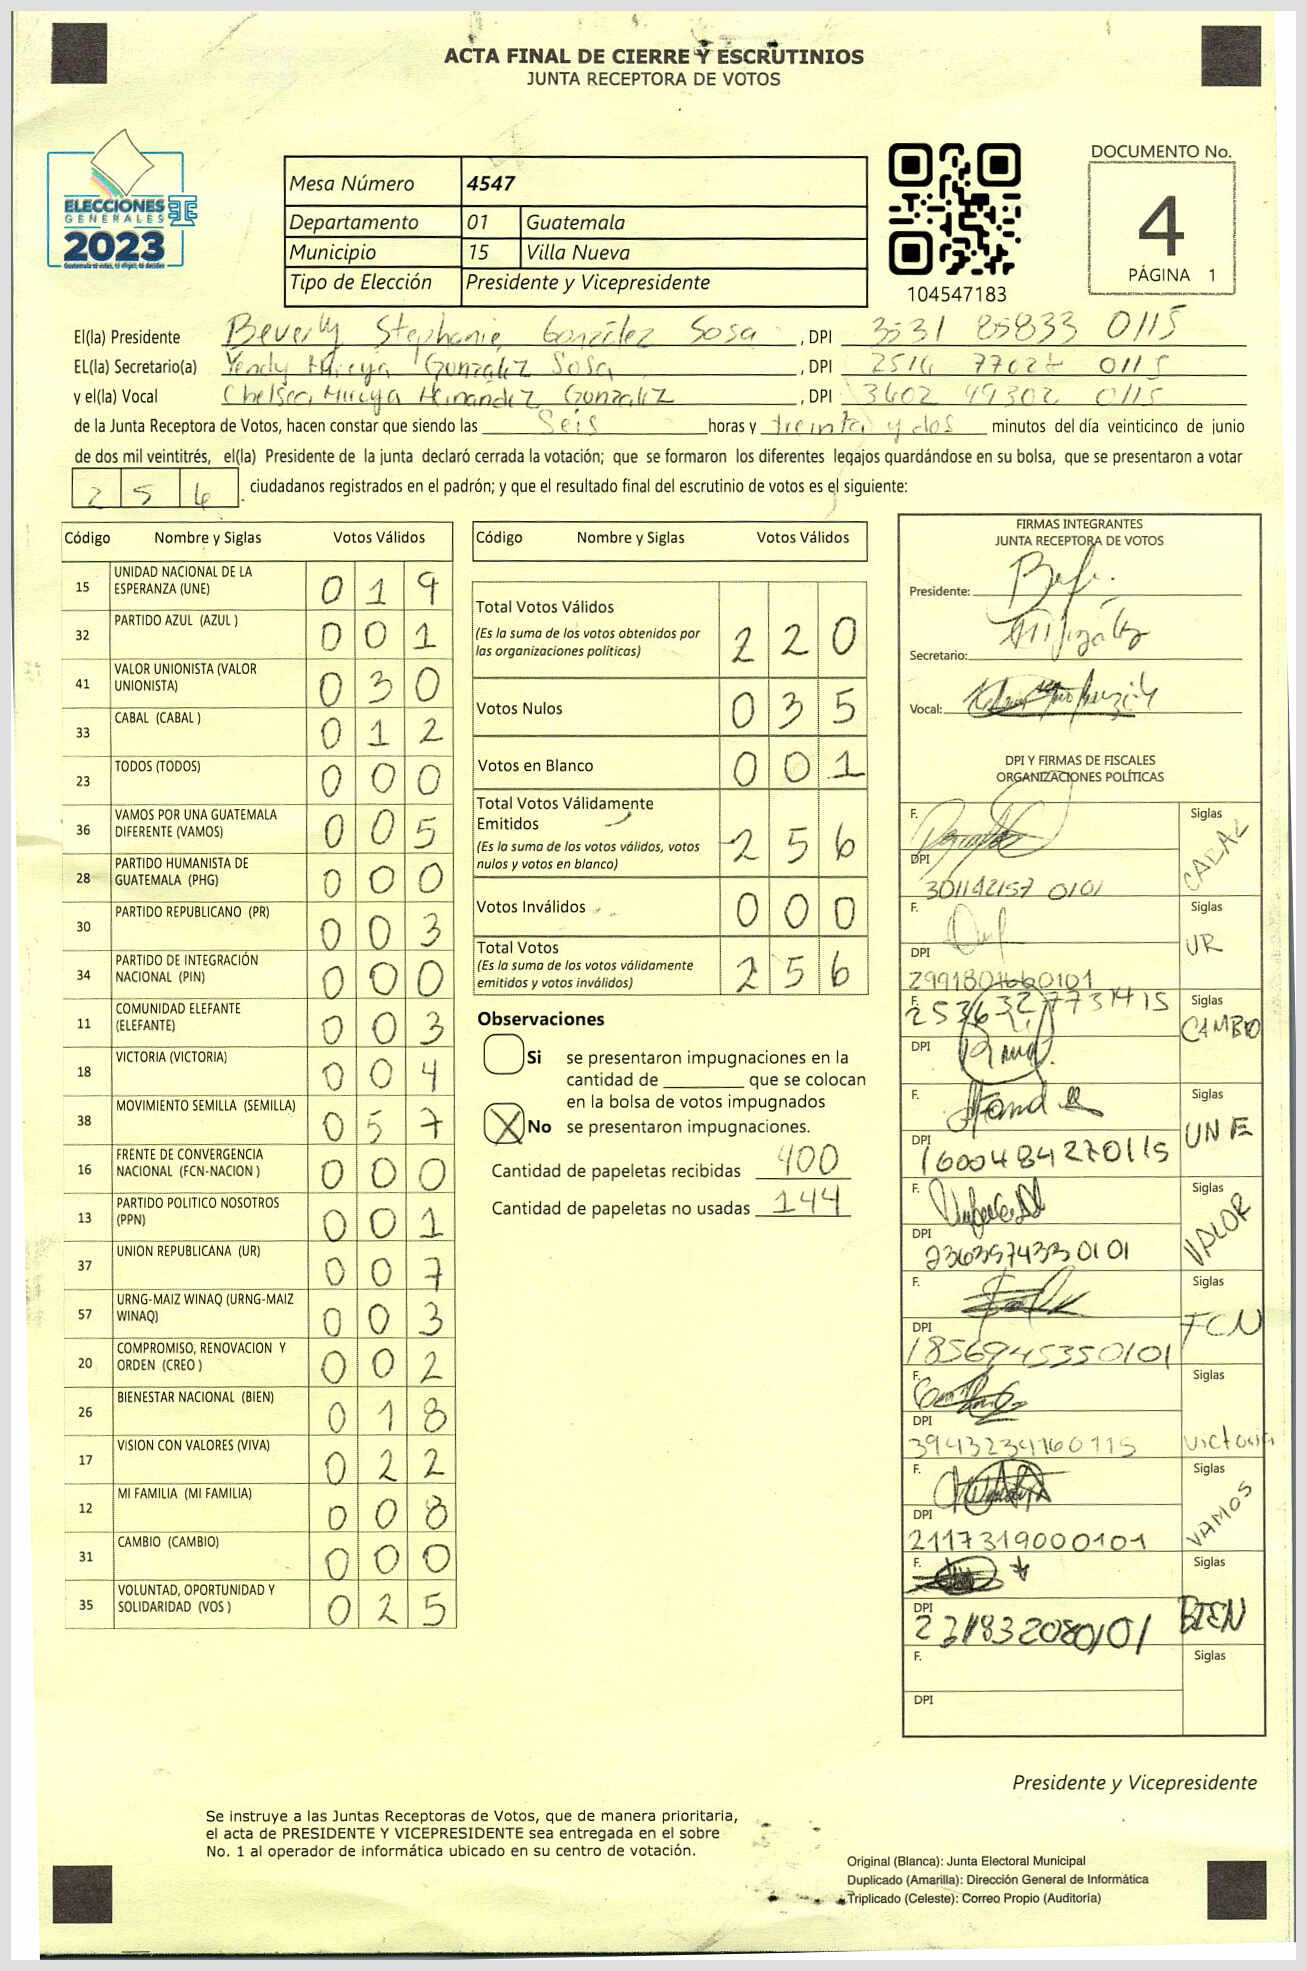 ACTA FINAL DE CIERRE Y ESCRUTINIOS
JUNTA RECEPTORA DE VOTOS
ELECCIONES
GENERALES
2023
Guatemala tú votas, tú eliges, tú decides
Mesa Número 4547
Departamento 01 Guatemala
Municipio 15 Villa Nueva
Tipo de Elección Presidente y Vicepresidente
104547183
DOCUMENTO No.
4
PÁGINA 1
El(la) Presidente Beverly Stephanie González Sosa, DPI 3531 85833 0115
EL(la) Secretario(a) Yendy Mireya González Sosa, DPI 2516 0115
y el(la) Vocal Chelsea Mireya Hernández González, DPI 3602 49302 0115
de la Junta Receptora de Votos, hacen constar que siendo las Seis horas y treinta y dos minutos del día veinticinco de junio
de dos mil veintitrés, el(la) Presidente de la junta declaró cerrada la votación; que se formaron los diferentes legajos guardándose en su bolsa, que se presentaron a votar
256 ciudadanos registrados en el padrón; y que el resultado final del escrutinio de votos es el siguiente:
Código Nombre y Siglas Votos Válidos
15 UNIDAD NACIONAL DE LA ESPERANZA (UNE) 0 1 9
32 PARTIDO AZUL (AZUL ) 0 0 1
41 VALOR UNIONISTA (VALOR UNIONISTA) 0 3 0
33 CABAL (CABAL ) 0 1 2
23 TODOS (TODOS) 0 0 0
36 VAMOS POR UNA GUATEMALA DIFERENTE (VAMOS) 0 0 5
28 PARTIDO HUMANISTA DE GUATEMALA (PHG) 0 0 0
30 PARTIDO REPUBLICANO (PR) 0 0 3
34 PARTIDO DE INTEGRACIÓN NACIONAL (PIN) 0 0 0
11 COMUNIDAD ELEFANTE (ELEFANTE) 0 0 3
18 VICTORIA (VICTORIA) 0 0 4
38 MOVIMIENTO SEMILLA (SEMILLA) 0 5 7
16 FRENTE DE CONVERGENCIA NACIONAL (FCN-NACION ) 0 0 0
13 PARTIDO POLITICO NOSOTROS (PPN) 0 0 1
37 UNION REPUBLICANA (UR) 0 0 7
57 URNG-MAIZ WINAQ (URNG-MAIZ WINAQ) 0 0 3
20 COMPROMISO, RENOVACION Y ORDEN (CREO ) 0 0 2
26 BIENESTAR NACIONAL (BIEN) 0 1 8
17 VISION CON VALORES (VIVA) 0 2 2
12 MI FAMILIA (MI FAMILIA) 0 0 8
31 CAMBIO (CAMBIO) 0 0 0
35 VOLUNTAD, OPORTUNIDAD Y SOLIDARIDAD (VOS ) 0 2 5
Código Nombre y Siglas Votos Válidos
Total Votos Válidos 2 2 0
(Es la suma de los votos obtenidos por
las organizaciones políticas)
Votos Nulos 0 3 5
Votos en Blanco 0 0 1
Total Votos Válidamente
Emitidos 2 5 6
(Es la suma de los votos válidos, votos
nulos y votos en blanco)
Votos Inválidos 0 0 0
Total Votos 2 5 6
(Es la suma de los votos válidamente
emitidos y votos inválidos)
Observaciones
Si se presentaron impugnaciones en la
cantidad de ________ que se colocan
en la bolsa de votos impugnados
X No se presentaron impugnaciones.
Cantidad de papeletas recibidas 400
Cantidad de papeletas no usadas 144
FIRMAS INTEGRANTES
JUNTA RECEPTORA DE VOTOS
Presidente:
Secretario:
Vocal:
DPI Y FIRMAS DE FISCALES
ORGANIZACIONES POLÍTICAS
F. Siglas CABAL
DPI 301142157 0101
F. Siglas UR
DPI
F. Siglas CAMBIO
DPI
F. Siglas UNE
DPI 1600484270115
F. Siglas VALOR
DPI 2363574330101
F. Siglas FCN
DPI 1856945350101
F. Siglas Victoria
DPI 3943234160115
F. Siglas VAMOS
DPI 2117319000101
F. Siglas BIEN
DPI
F. Siglas
DPI
Presidente y Vicepresidente
Se instruye a las Juntas Receptoras de Votos, que de manera prioritaria,
el acta de PRESIDENTE Y VICEPRESIDENTE sea entregada en el sobre
No. 1 al operador de informática ubicado en su centro de votación.
Original (Blanca): Junta Electoral Municipal
Duplicado (Amarilla): Dirección General de Informática
Triplicado (Celeste): Correo Propio (Auditoría)